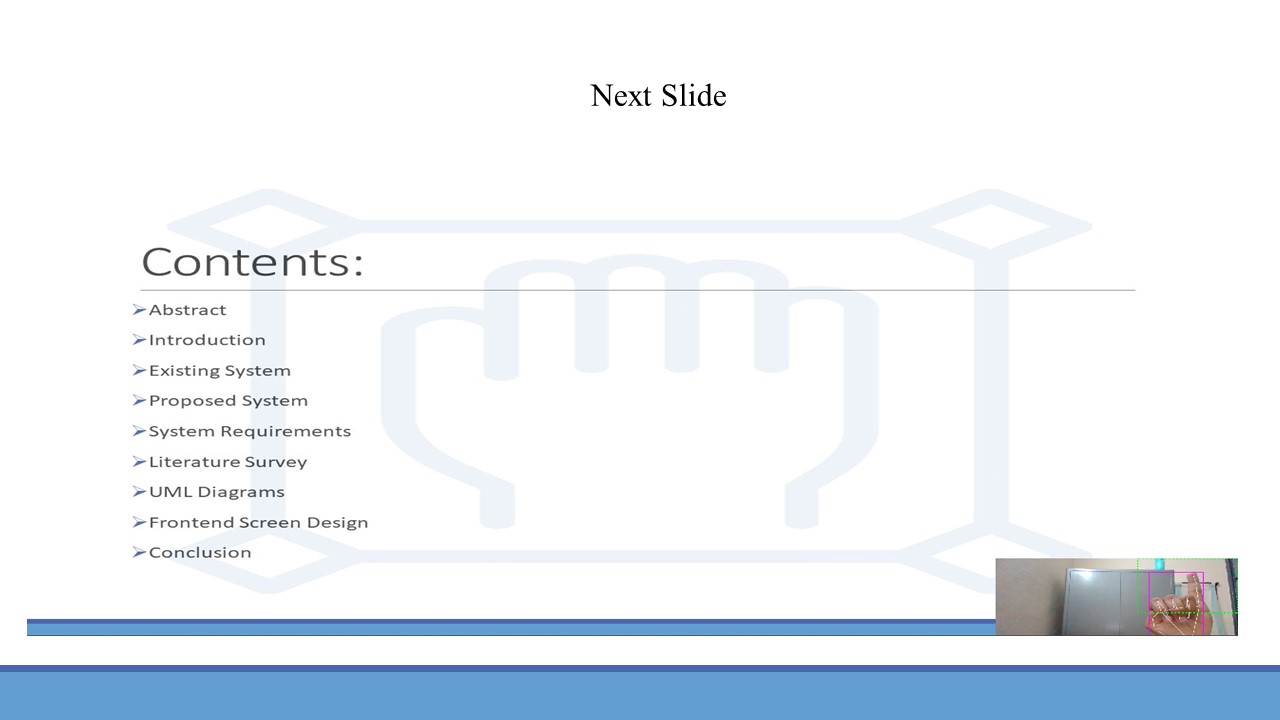 Next Slide
Contents:
Abstract
Introduction
Existing System
Proposed System
System Requirements
Literature Survey
UML Diagrams
Frontend Screen Design
Conclusion